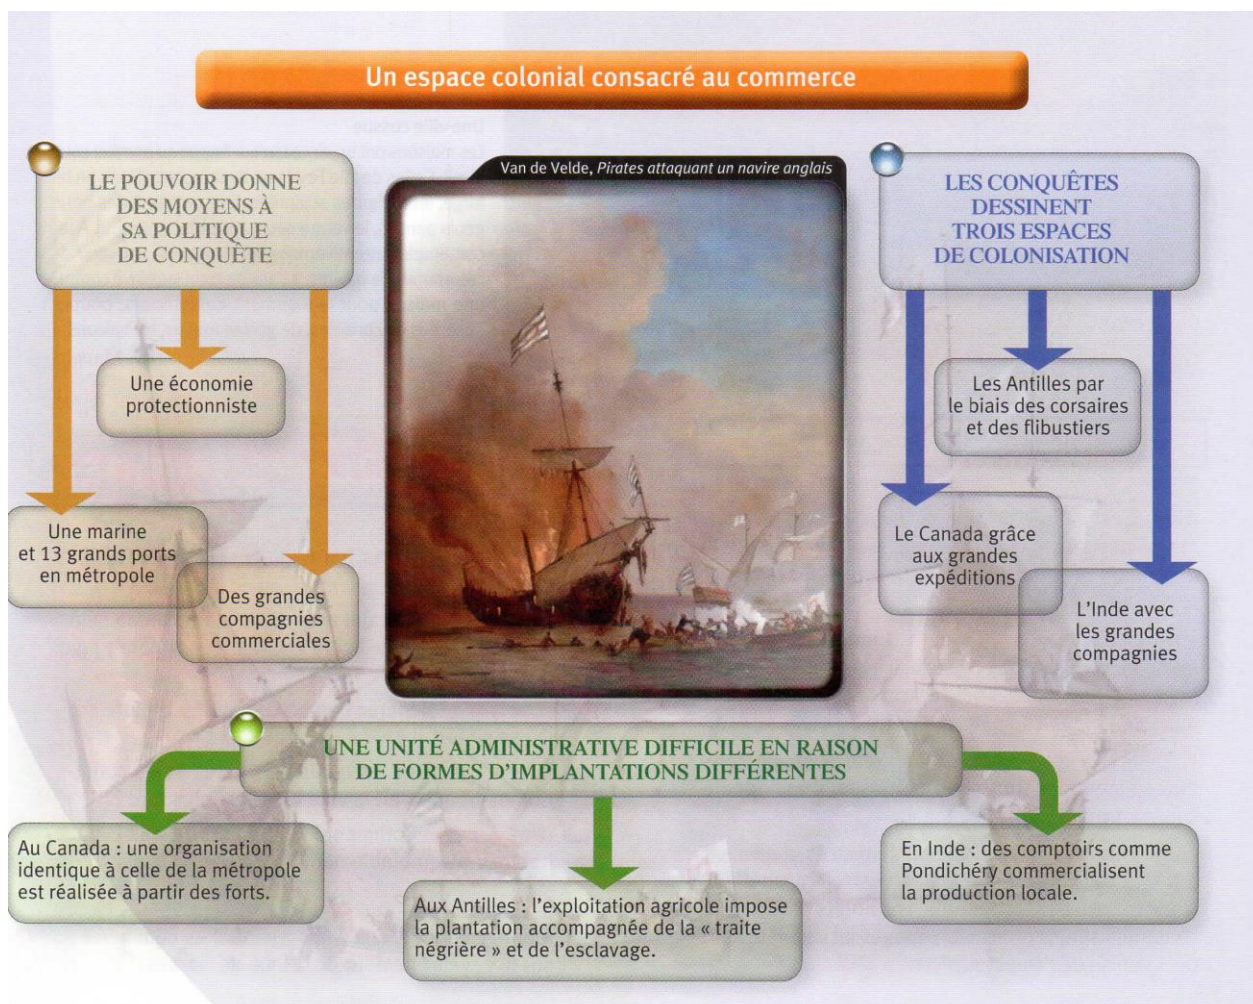 Un espace colonial consacré au commerce
LE POUVOIR DONNE
DES MOYENS À
SA POLITIQUE
DE CONQUÊTE
Une économie
protectionniste
Une marine
et 13 grands ports
en métropole
Des grandes
compagnies
commerciales
Van de Velde, Pirates attaquant un navire anglais
LES CONQUÊTES
DESSINENT
TROIS ESPACES
DE COLONISATION
Les Antilles par
le biais des corsaires
et des flibustiers
Le Canada grâce
aux grandes
expéditions
L'Inde avec
les grandes
compagnies
UNE UNITÉ ADMINISTRATIVE DIFFICILE EN RAISON
DE FORMES D'IMPLANTATIONS DIFFÉRENTES
Au Canada : une organisation
identique à celle de la métropole
est réalisée à partir des forts.
Aux Antilles : l'exploitation agricole impose
la plantation accompagnée de la « traite
négrière » et de l'esclavage.
En Inde : des comptoirs comme
Pondichéry commercialisent
la production locale.